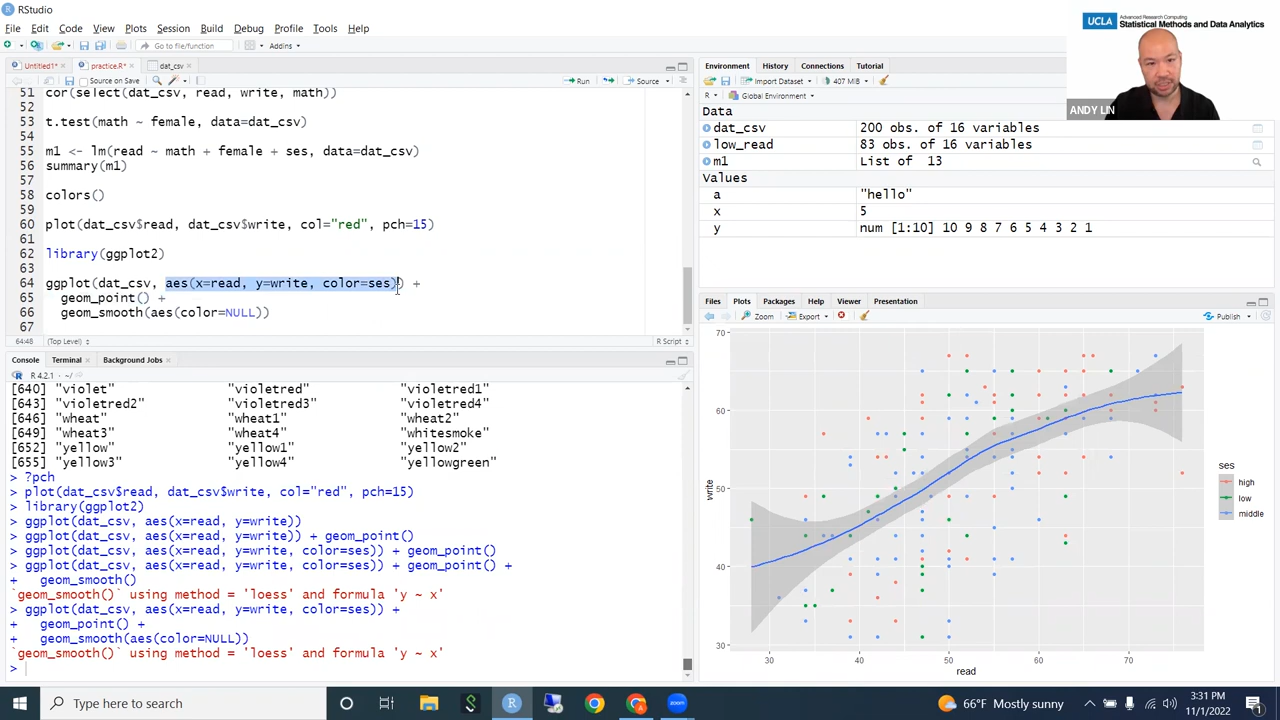 RStudio
File Edit Code View Plots Session Build Debug Profile Tools Help
Go to file/function Addins
Untitled1* practice.R* dat_csv
Source on Save Run Source
51 cor(select(dat_csv, read, write, math))
52
53 t.test(math ~ female, data=dat_csv)
54
55 m1 <- lm(read ~ math + female + ses, data=dat_csv)
56 summary(m1)
57
58 colors()
59
60 plot(dat_csv$read, dat_csv$write, col="red", pch=15)
61
62 library(ggplot2)
63
64 ggplot(dat_csv, aes(x=read, y=write, color=ses)) +
65 geom_point() +
66 geom_smooth(aes(color=NULL))
67
64:48 (Top Level) R Script
Console Terminal Background Jobs
R 4.2.1 · ~/
[640] "violet" "violetred" "violetred1"
[643] "violetred2" "violetred3" "violetred4"
[646] "wheat" "wheat1" "wheat2"
[649] "wheat3" "wheat4" "whitesmoke"
[652] "yellow" "yellow1" "yellow2"
[655] "yellow3" "yellow4" "yellowgreen"
> ?pch
> plot(dat_csv$read, dat_csv$write, col="red", pch=15)
> library(ggplot2)
> ggplot(dat_csv, aes(x=read, y=write))
> ggplot(dat_csv, aes(x=read, y=write)) + geom_point()
> ggplot(dat_csv, aes(x=read, y=write, color=ses)) + geom_point()
> ggplot(dat_csv, aes(x=read, y=write, color=ses)) + geom_point() +
+ geom_smooth()
`geom_smooth()` using method = 'loess' and formula 'y ~ x'
> ggplot(dat_csv, aes(x=read, y=write, color=ses)) +
+ geom_point() +
+ geom_smooth(aes(color=NULL))
`geom_smooth()` using method = 'loess' and formula 'y ~ x'
>
UCLA Advanced Research Computing
Statistical Methods and Data Analytics
ANDY LIN
Environment History Connections Tutorial
Import Dataset 407 MiB
R Global Environment
Data
dat_csv 200 obs. of 16 variables
low_read 83 obs. of 16 variables
m1 List of 13
Values
a "hello"
x 5
y num [1:10] 10 9 8 7 6 5 4 3 2 1
Files Plots Packages Help Viewer Presentation
Zoom Export Publish
70
60
50
40
30
write
30 40 50 60 70
read
ses
high
low
middle
Type here to search
zoom
66°F Mostly sunny
3:31 PM
11/1/2022
1